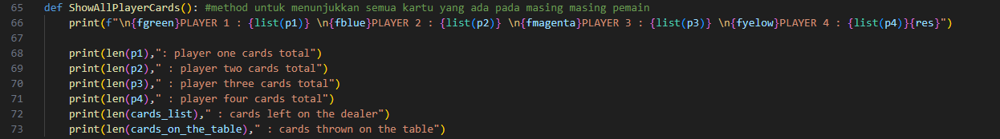 65 def ShowAllPlayerCards(): #method untuk menunjukkan semua kartu yang ada pada masing masing pemain
66 print(f"\n{fgreen}PLAYER 1 : {list(p1)} \n{fblue}PLAYER 2 : {list(p2)} \n{fmagenta}PLAYER 3 : {list(p3)} \n{fyelow}PLAYER 4 : {list(p4)}{res}")
67
68 print(len(p1),": player one cards total")
69 print(len(p2)," : player two cards total")
70 print(len(p3)," : player three cards total")
71 print(len(p4)," : player four cards total")
72 print(len(cards_list)," : cards left on the dealer")
73 print(len(cards_on_the_table)," : cards thrown on the table")